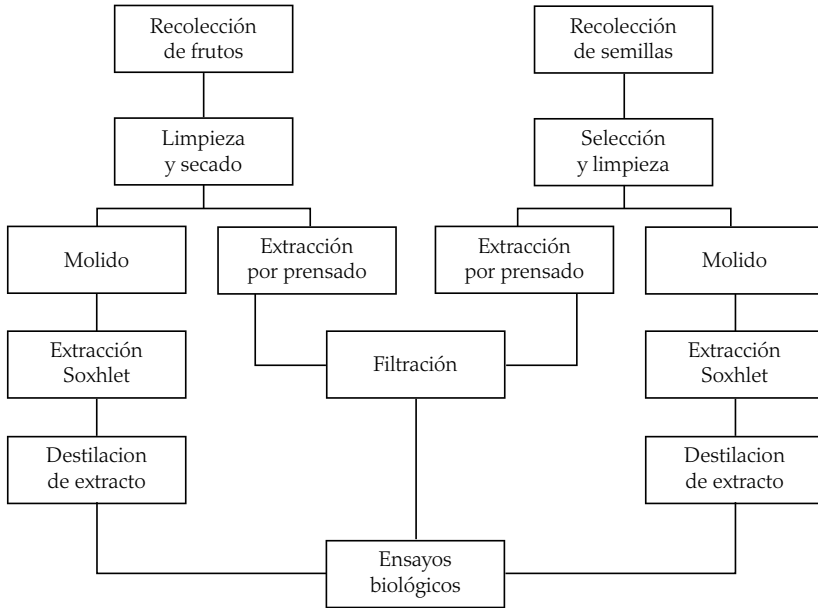 Recolección
de frutos
Recolección
de semillas
Limpieza
y secado
Selección
y limpieza
Molido
Extracción
por prensado
Extracción
por prensado
Molido
Extracción
Soxhlet
Filtración
Extracción
Soxhlet
Destilacion
de extracto
Destilacion
de extracto
Ensayos
biológicos